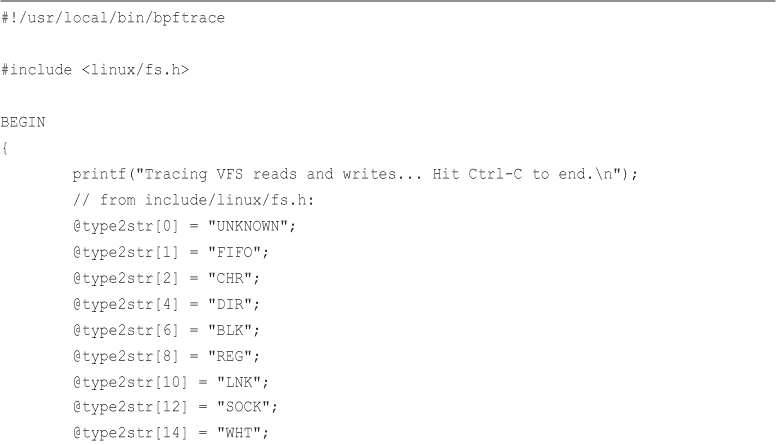 #!/usr/local/bin/bpftrace

#include <linux/fs.h>

BEGIN
{
        printf("Tracing VFS reads and writes... Hit Ctrl-C to end.\n");
        // from include/linux/fs.h:
        @type2str[0] = "UNKNOWN";
        @type2str[1] = "FIFO";
        @type2str[2] = "CHR";
        @type2str[4] = "DIR";
        @type2str[6] = "BLK";
        @type2str[8] = "REG";
        @type2str[10] = "LNK";
        @type2str[12] = "SOCK";
        @type2str[14] = "WHT";